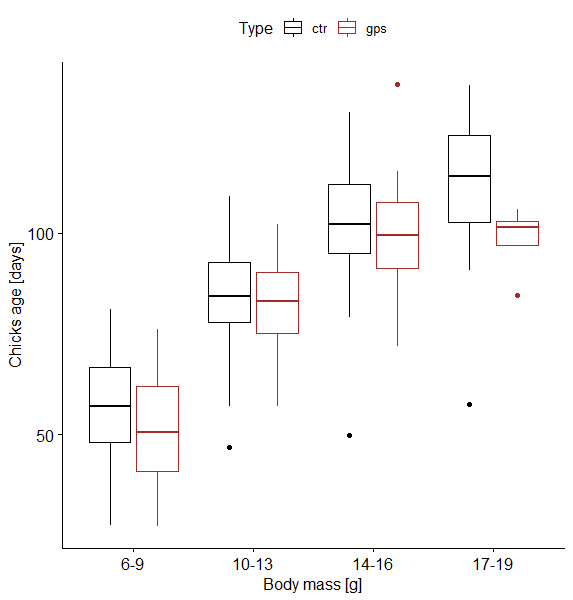 Type ctr gps
Chicks age [days]
100
50
6-9 10-13 14-16 17-19
Body mass [g]